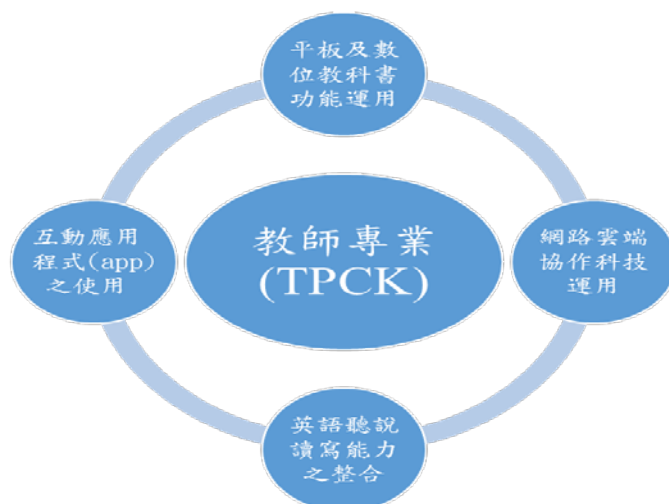 平板及數
位教科書
功能運用
互動應用
程式(app)
之使用
教師專業
(TPCK)
網路雲端
協作科技
運用
英語聽說
讀寫能力
之整合